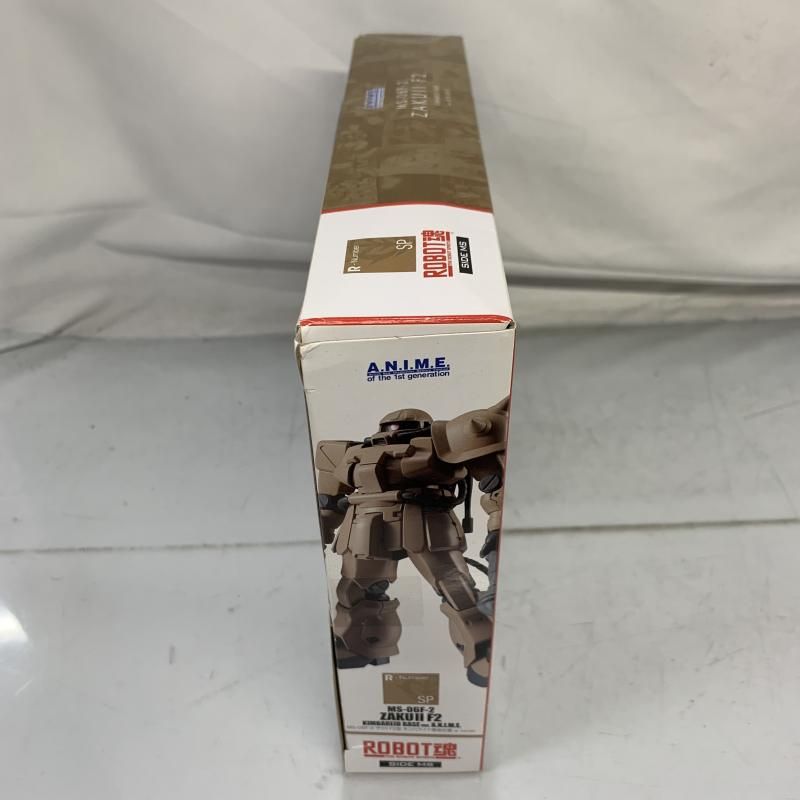 MS-06F-2
ZAKU II F2
R-Number
SP
ROBOT魂
SIDE MS
A.N.I.M.E.
of the 1st generation
R-Number
SP
MS-06F-2
ZAKU II F2
KIMBAREID BASE ver. A.N.I.M.E.
ROBOT魂
SIDE MS